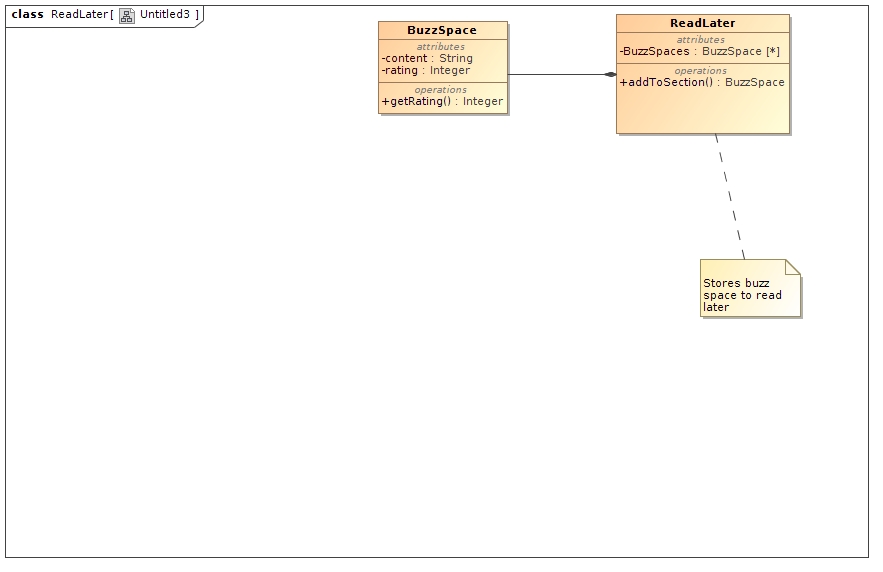 class ReadLater[ Untitled3 ]
BuzzSpace
attributes
-content : String
-rating : Integer
operations
+getRating() : Integer
ReadLater
attributes
-BuzzSpaces : BuzzSpace [*]
operations
+addToSection() : BuzzSpace
Stores buzz
space to read
later